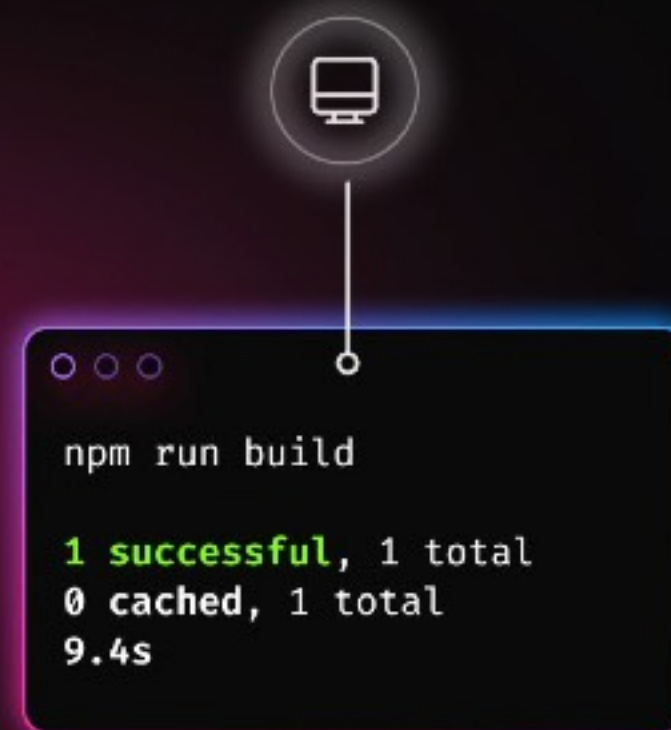 npm run build
1 successful, 1 total
0 cached, 1 total
9.4s